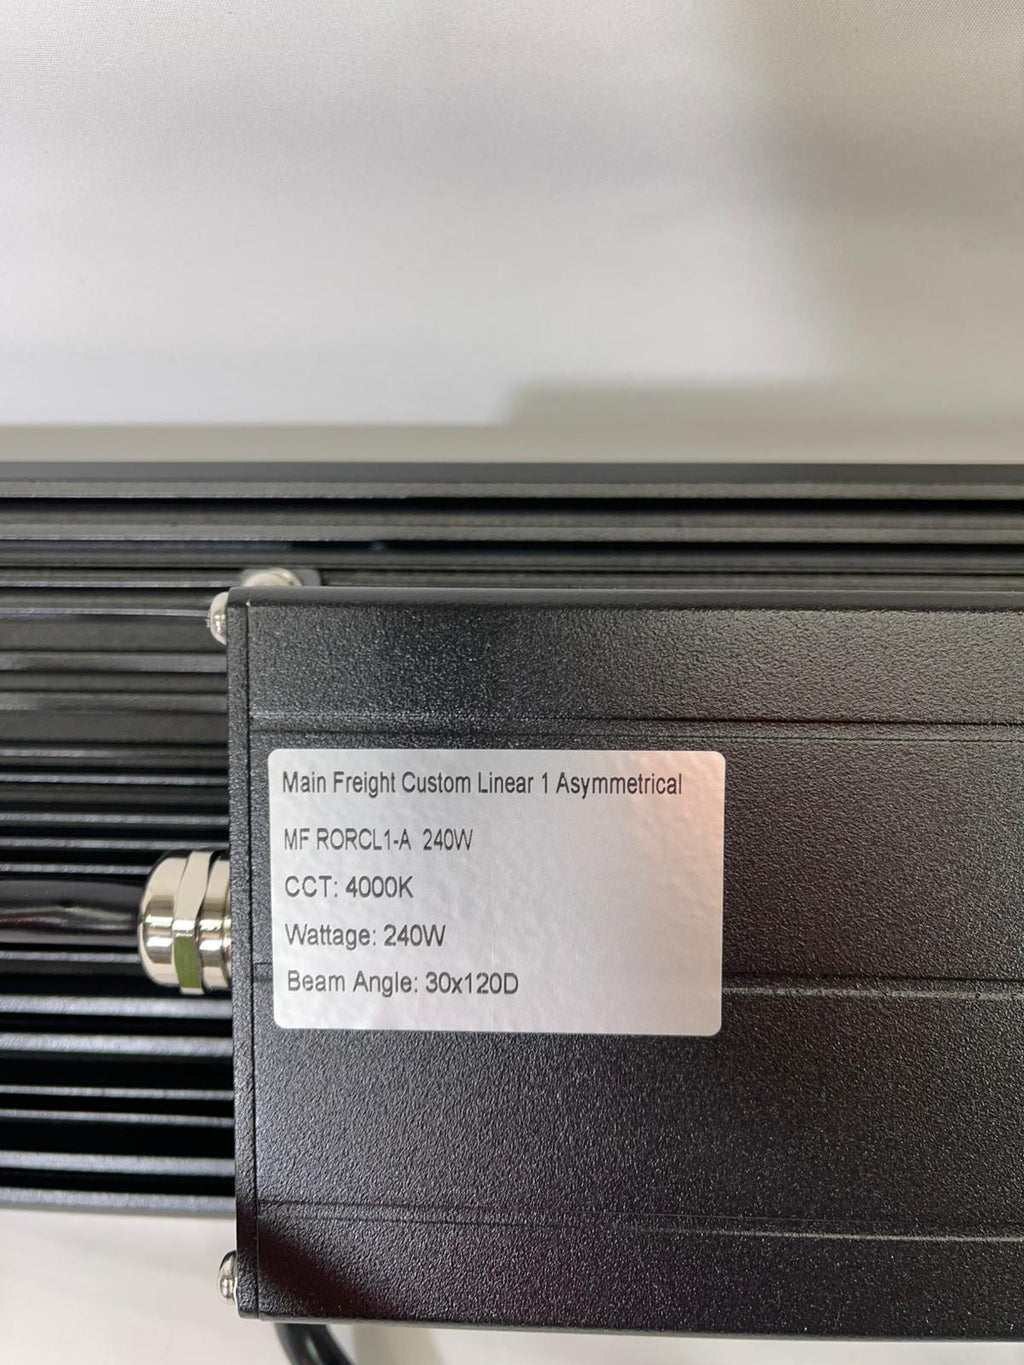 Main Freight Custom Linear 1 Asymmetrical
MF RORCL1-A 240W
CCT: 4000K
Wattage: 240W
Beam Angle: 30x120D